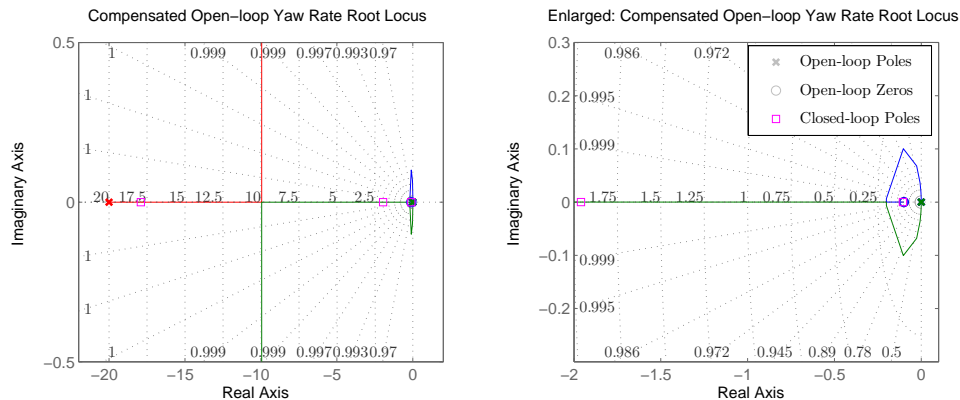 Compensated Open-loop Yaw Rate Root Locus
0.5
0
-0.5
Imaginary Axis
1 0.999 0.999 0.997 0.993 0.97
1
1
20 17.5 15 12.5 10 7.5 5 2.5
1
1
1 0.999 0.999 0.997 0.993 0.97
-20 -15 -10 -5 0
Real Axis
Enlarged: Compensated Open-loop Yaw Rate Root Locus
0.3
0.2
0.1
0
-0.1
-0.2
Imaginary Axis
0.986 0.972
0.995
0.999
1.75 1.5 1.25 1 0.75 0.5 0.25
0.999
0.995
0.986 0.972 0.945 0.89 0.78 0.5
Open-loop Poles
Open-loop Zeros
Closed-loop Poles
-2 -1.5 -1 -0.5 0
Real Axis